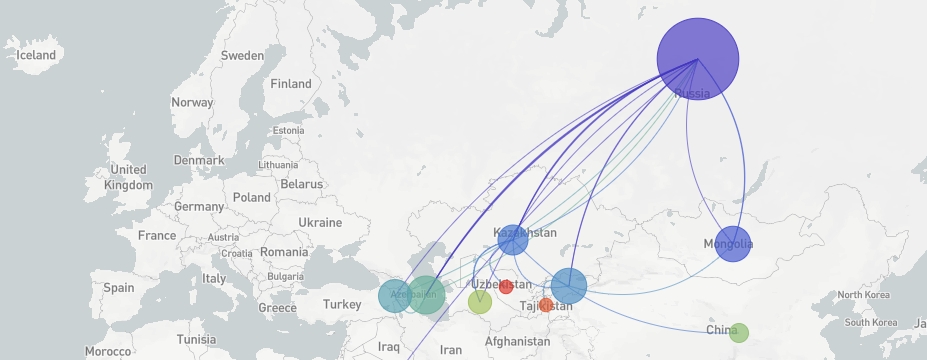 Iceland
Sweden
Finland
Norway
Russia
Estonia
Denmark
Lithuania
United
Kingdom
Belarus
Poland
Germany
Ukraine
France
Austria
Croatia
Romania
Kazakhstan
Mongolia
Bulgaria
Italy
Spain
Greece
Turkey
Azerbaijan
Uzbekistan
Tajikistan
North Korea
South Korea
Ja
China
Tunisia
Morocco
Iraq
Iran
Afghanistan